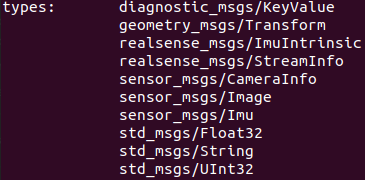 types: diagnostic_msgs/KeyValue
geometry_msgs/Transform
realsense_msgs/ImuIntrinsic
realsense_msgs/StreamInfo
sensor_msgs/CameraInfo
sensor_msgs/Image
sensor_msgs/Imu
std_msgs/Float32
std_msgs/String
std_msgs/UInt32